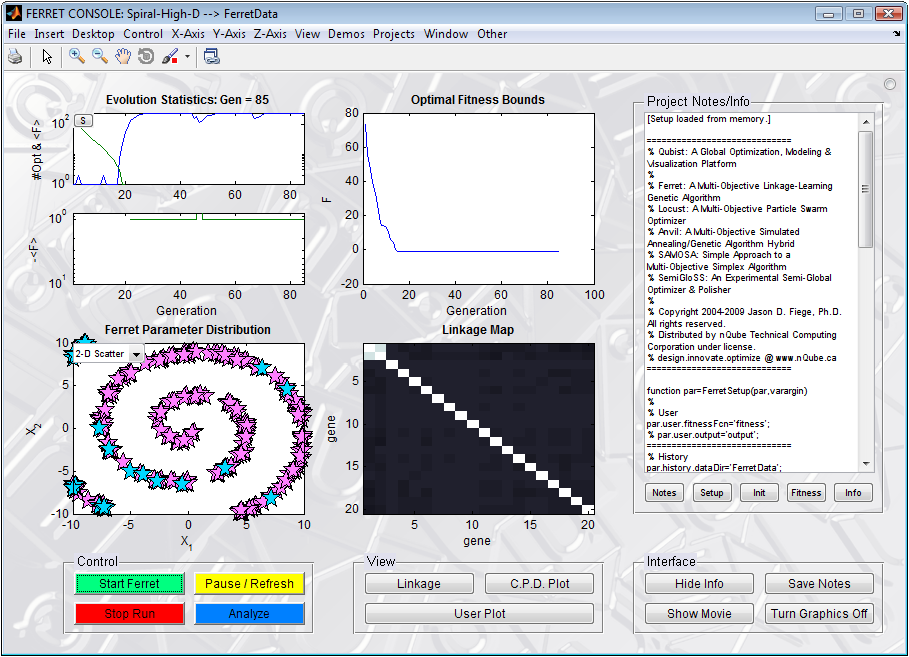 FERRET CONSOLE: Spiral-High-D --> FerretData
File Insert Desktop Control X-Axis Y-Axis Z-Axis View Demos Projects Window Other
Evolution Statistics: Gen = 85
#Opt & <F>
10^2
10^0
S
20 40 60 80
-<F>
10^0
10^1
20 40 60 80
Generation
Optimal Fitness Bounds
F
80
60
40
20
0
-20
0 20 40 60 80 100
Generation
Ferret Parameter Distribution
2-D Scatter
X_2
10
5
0
-5
-10
-10 -5 0 5 10
X_1
Linkage Map
gene
5
10
15
20
5 10 15 20
gene
Project Notes/Info
[Setup loaded from memory.]
============================
% Qubist: A Global Optimization, Modeling &
Visualization Platform
%
% Ferret: A Multi-Objective Linkage-Learning
Genetic Algorithm
% Locust: A Multi-Objective Particle Swarm
Optimizer
% Anvil: A Multi-Objective Simulated
Annealing/Genetic Algorithm Hybrid
% SAMOSA: Simple Approach to a
Multi-Objective Simplex Algorithm
% SemiGloSS: An Experimental Semi-Global
Optimizer & Polisher
%
% Copyright 2004-2009 Jason D. Fiege, Ph.D.
All rights reserved.
% Distributed by nQube Technical Computing
Corporation under license.
% design.innovate.optimize @ www.nQube.ca
============================
function par=FerretSetup(par,varargin)
%
% User
par.user.fitnessFcn='fitness';
% par.user.output='output';
============================
% History
par.history.dataDir='FerretData';
Notes Setup Init Fitness Info
Control
Start Ferret Pause / Refresh
Stop Run Analyze
View
Linkage C.P.D. Plot
User Plot
Interface
Hide Info Save Notes
Show Movie Turn Graphics Off